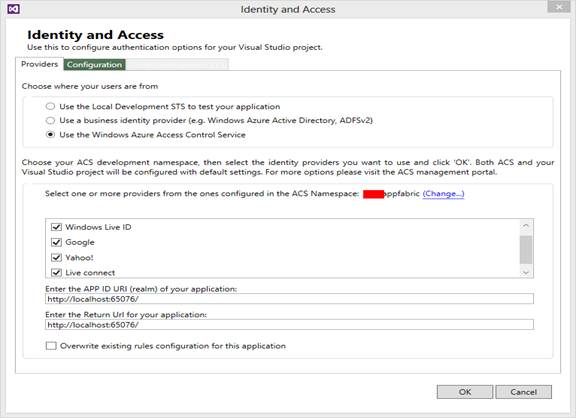 Identity and Access
Identity and Access
Use this to configure authentication options for your Visual Studio project.
Providers Configuration
Choose where your users are from
Use the Local Development STS to test your application
Use a business identity provider (e.g. Windows Azure Active Directory, ADFSv2)
Use the Windows Azure Access Control Service
Choose your ACS development namespace, then select the identity providers you want to use and click 'OK'. Both ACS and your
Visual Studio project will be configured with default settings. For more options please visit the ACS management portal.
Select one or more providers from the ones configured in the ACS Namespace: appfabric (Change...)
Windows Live ID
Google
Yahoo!
Live connect
Enter the APP ID URI (realm) of your application:
http://localhost:65076/
Enter the Return Url for your application:
http://localhost:65076/
Overwrite existing rules configuration for this application
OK Cancel